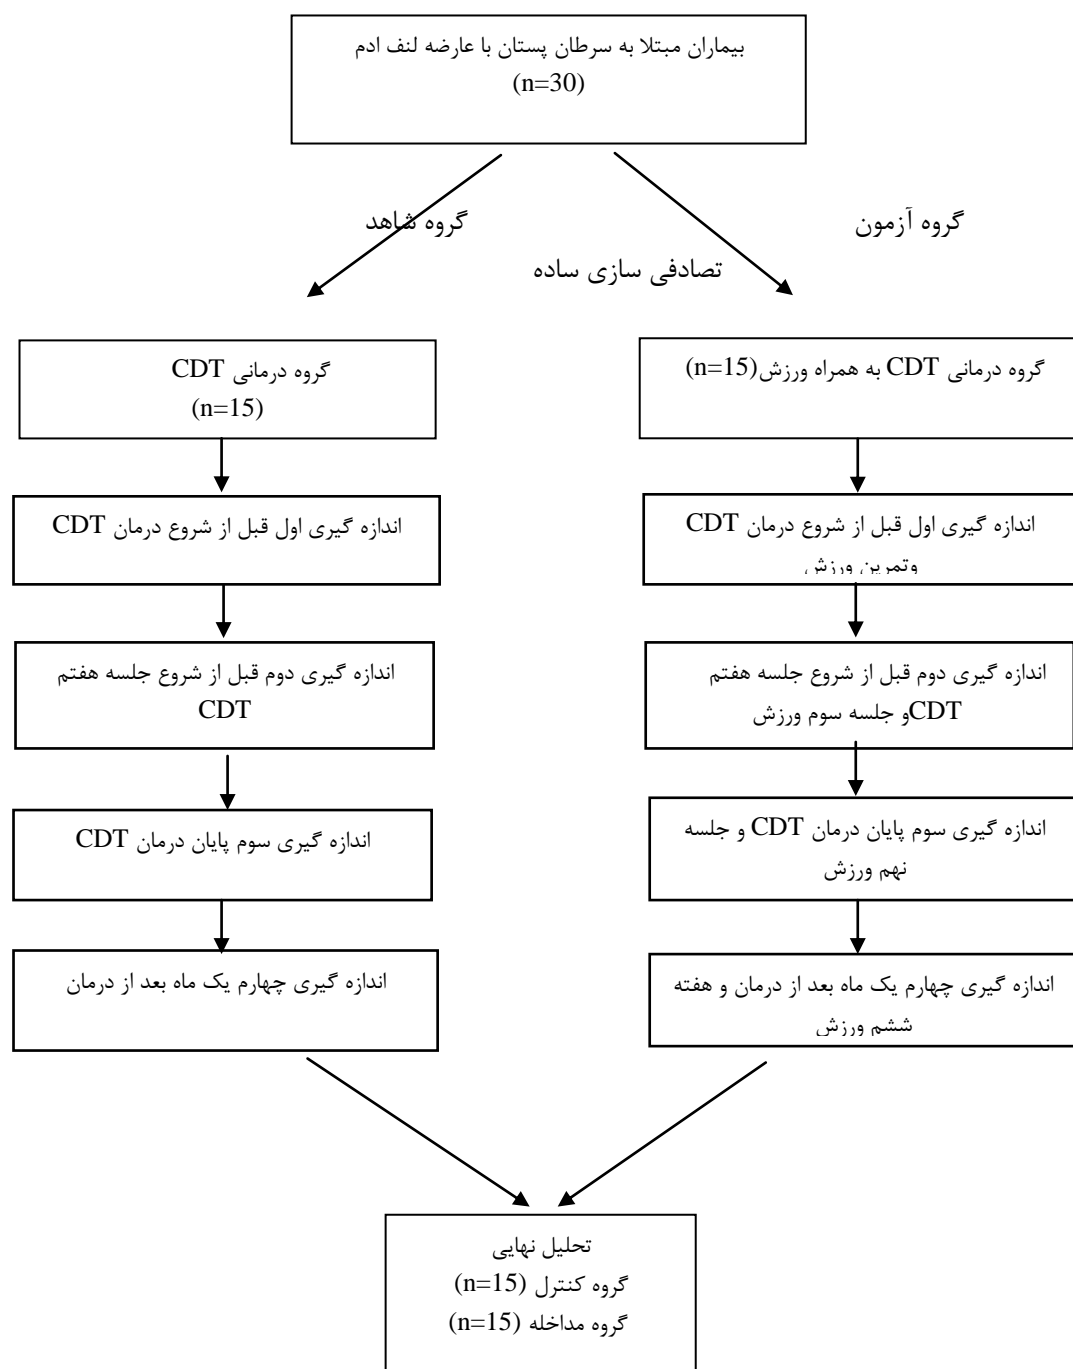 بیماران مبتلا به سرطان پستان با عارضه لنف ادم
(n=30)
گروه آزمون
گروه شاهد
تصادفی سازی ساده
گروه درمانی CDT به همراه ورزش(n=15)
اندازه گیری اول قبل از شروع درمان CDT
وتمرین ورزش
اندازه گیری دوم قبل از شروع جلسه هفتم
CDTو جلسه سوم ورزش
اندازه گیری سوم پایان درمان CDT و جلسه
نهم ورزش
اندازه گیری چهارم یک ماه بعد از درمان و هفته
ششم ورزش
گروه درمانی CDT
(n=15)
اندازه گیری اول قبل از شروع درمان CDT
اندازه گیری دوم قبل از شروع جلسه هفتم
CDT
اندازه گیری سوم پایان درمان CDT
اندازه گیری چهارم یک ماه بعد از درمان
تحلیل نهایی
گروه کنترل (n=15)
گروه مداخله (n=15)